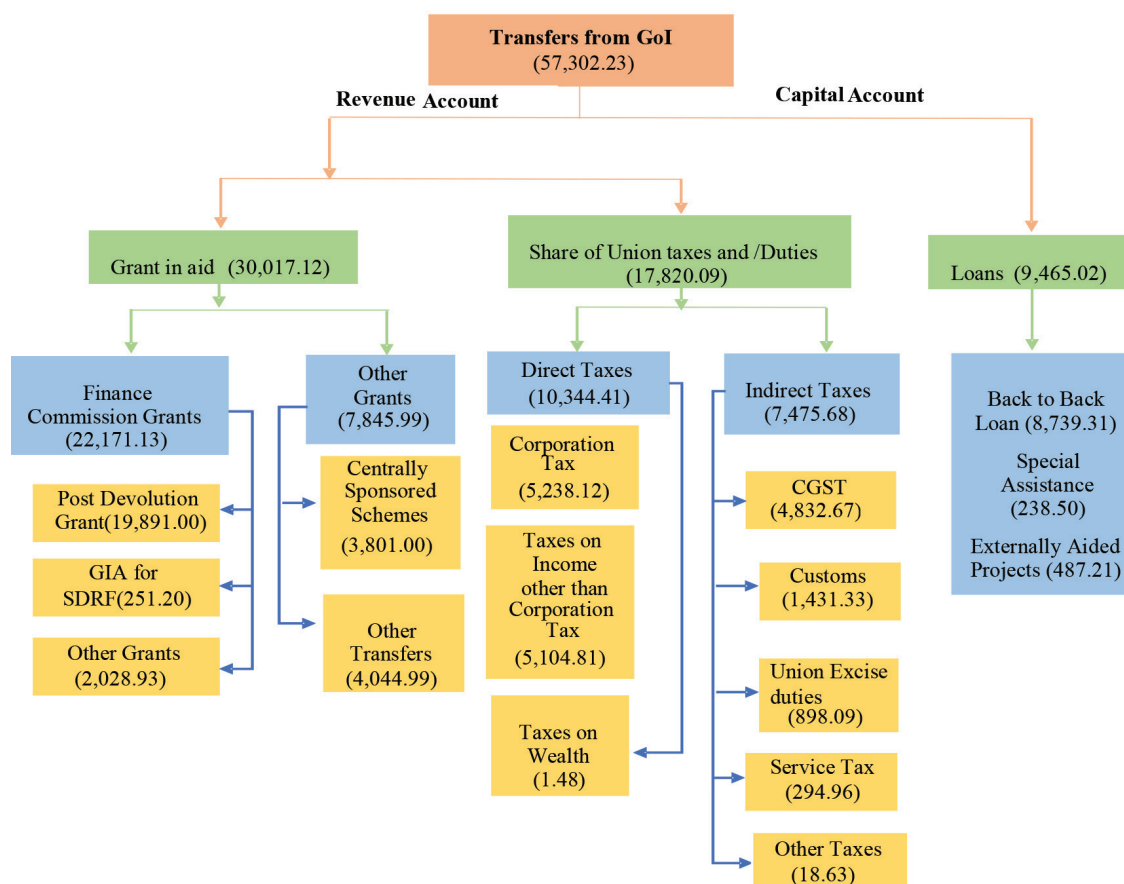 Transfers from GoI
(57,302.23)
Revenue Account
Capital Account
Grant in aid (30,017.12)
Share of Union taxes and /Duties
(17,820.09)
Loans (9,465.02)
Finance
Commission Grants
(22,171.13)
Other
Grants
(7,845.99)
Direct Taxes
(10,344.41)
Indirect Taxes
(7,475.68)
Back to Back
Loan (8,739.31)
Special
Assistance
(238.50)
Externally Aided
Projects (487.21)
Post Devolution
Grant(19,891.00)
GIA for
SDRF(251.20)
Other Grants
(2,028.93)
Centrally
Sponsored
Schemes
(3,801.00)
Other
Transfers
(4,044.99)
Corporation
Tax
(5,238.12)
Taxes on
Income
other than
Corporation
Tax
(5,104.81)
Taxes on
Wealth
(1.48)
CGST
(4,832.67)
Customs
(1,431.33)
Union Excise
duties
(898.09)
Service Tax
(294.96)
Other Taxes
(18.63)